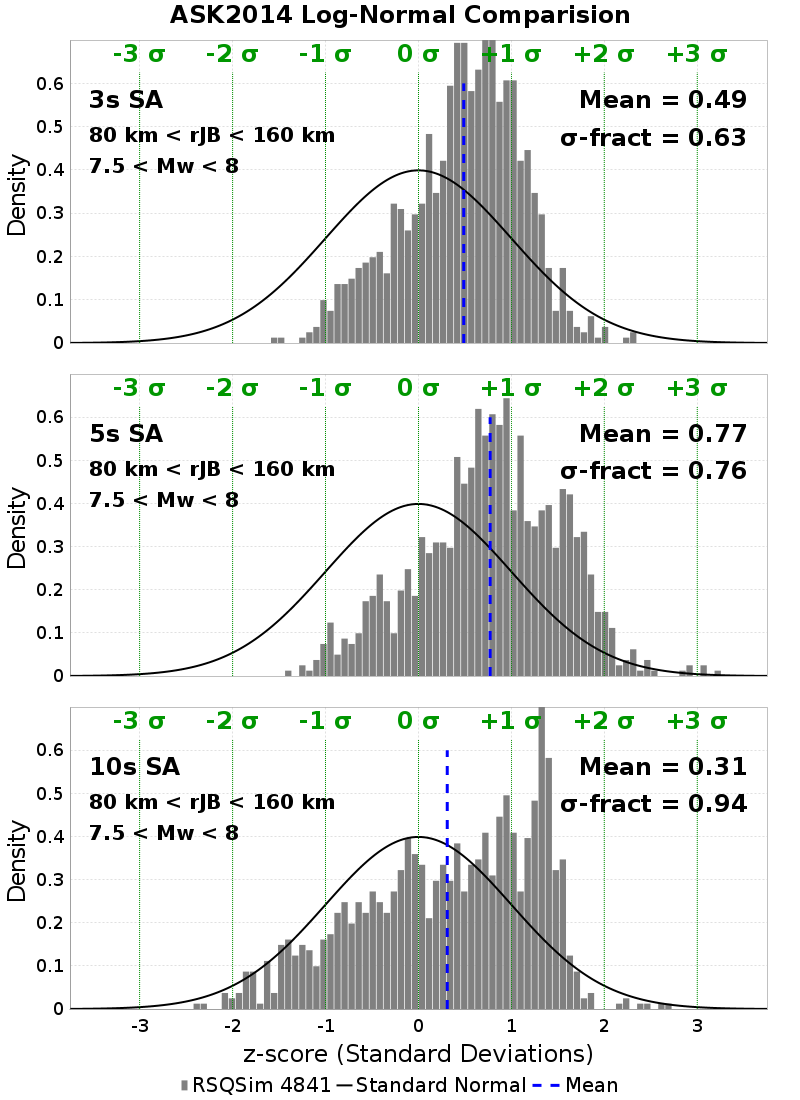 ASK2014 Log-Normal Comparision
-3 σ -2 σ -1 σ 0 σ +1 σ +2 σ +3 σ
0.6
3s SA Mean = 0.49
0.5
80 km < rJB < 160 km σ-fract = 0.63
0.4
7.5 < Mw < 8
Density
0.3
0.2
0.1
0
-3 σ -2 σ -1 σ 0 σ +1 σ +2 σ +3 σ
0.6
5s SA Mean = 0.77
0.5
80 km < rJB < 160 km σ-fract = 0.76
0.4
7.5 < Mw < 8
Density
0.3
0.2
0.1
0
-3 σ -2 σ -1 σ 0 σ +1 σ +2 σ +3 σ
0.6
10s SA Mean = 0.31
0.5
80 km < rJB < 160 km σ-fract = 0.94
0.4
7.5 < Mw < 8
Density
0.3
0.2
0.1
0
-3 -2 -1 0 1 2 3
z-score (Standard Deviations)
RSQSim 4841 Standard Normal Mean